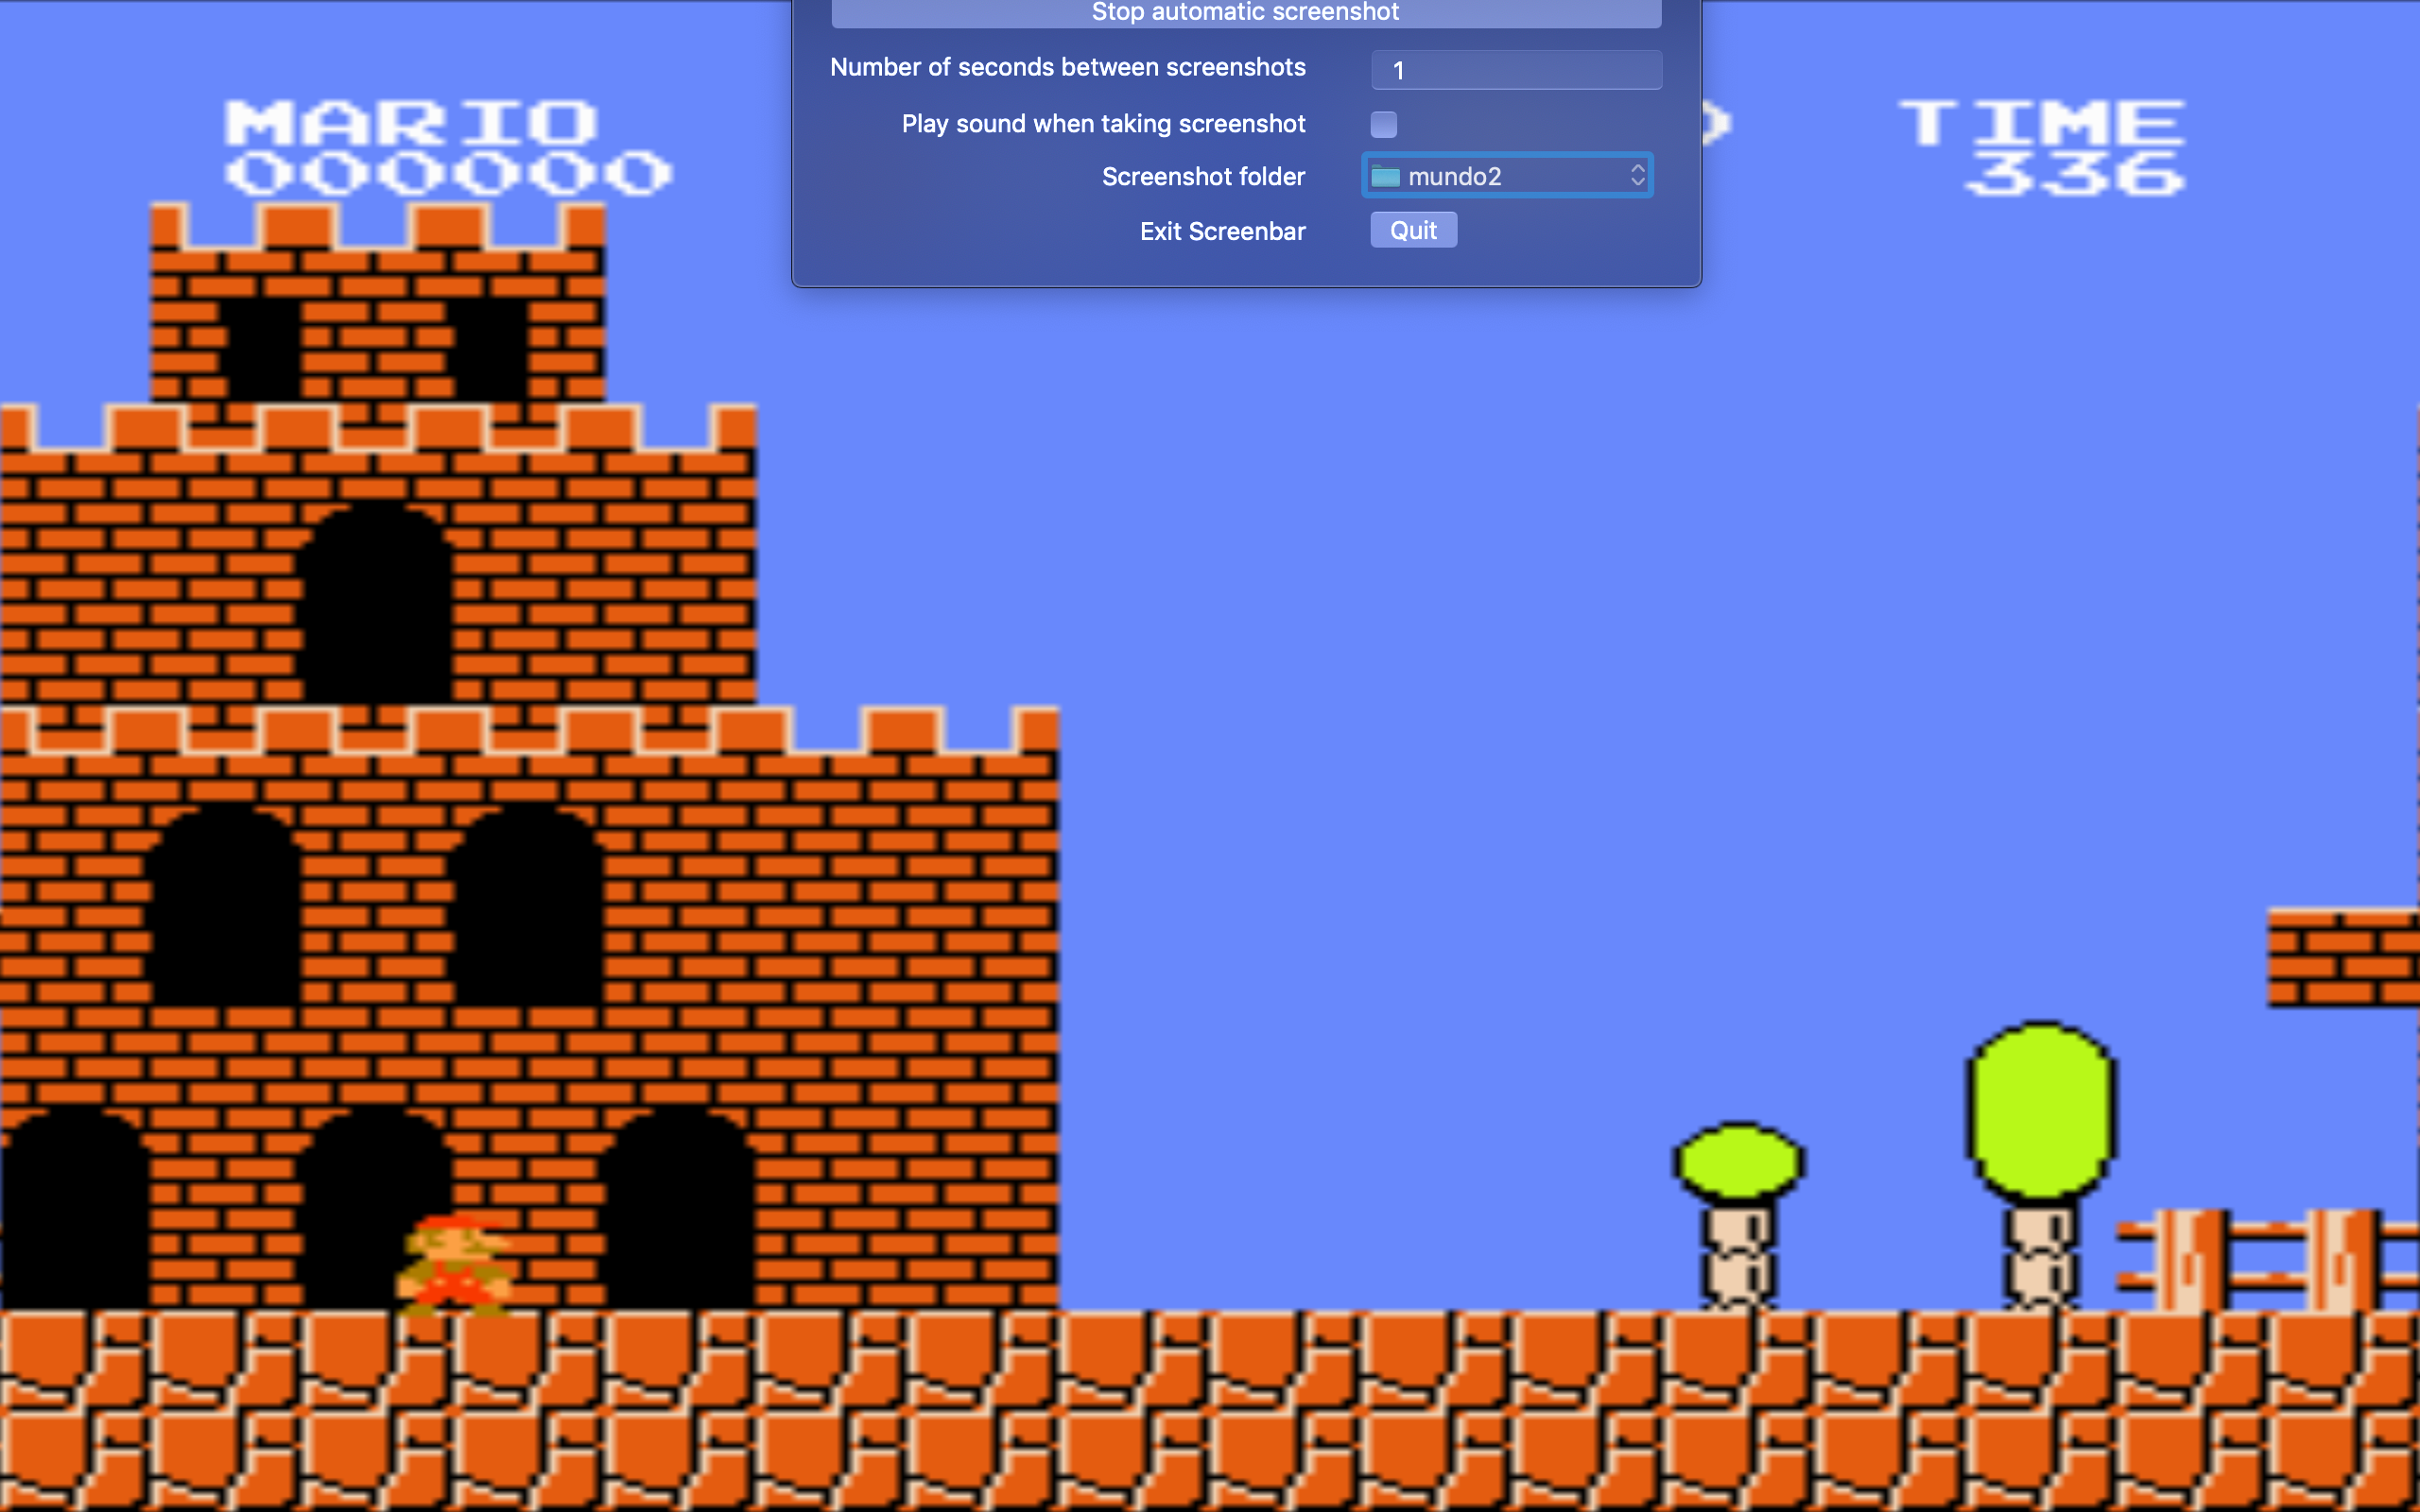 Stop automatic screenshot
Number of seconds between screenshots 1
MARIO TIME
Play sound when taking screenshot
000000 336
Screenshot folder mundo2
Exit Screenbar Quit